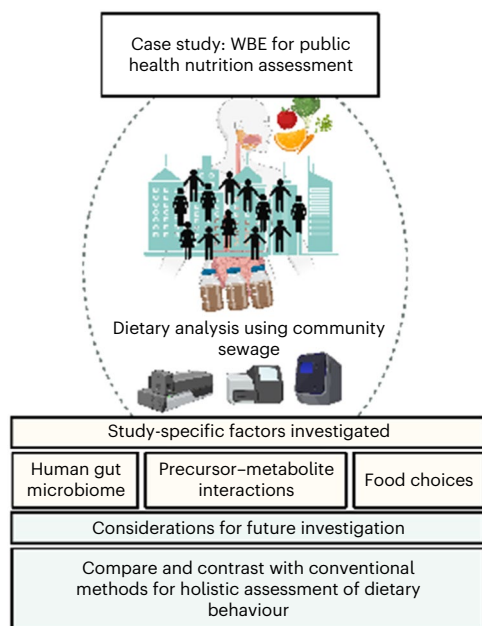 Case study: WBE for public
health nutrition assessment
Dietary analysis using community
sewage
Study-specific factors investigated
Human gut
microbiome
Precursor–metabolite
interactions
Food choices
Considerations for future investigation
Compare and contrast with conventional
methods for holistic assessment of dietary
behaviour